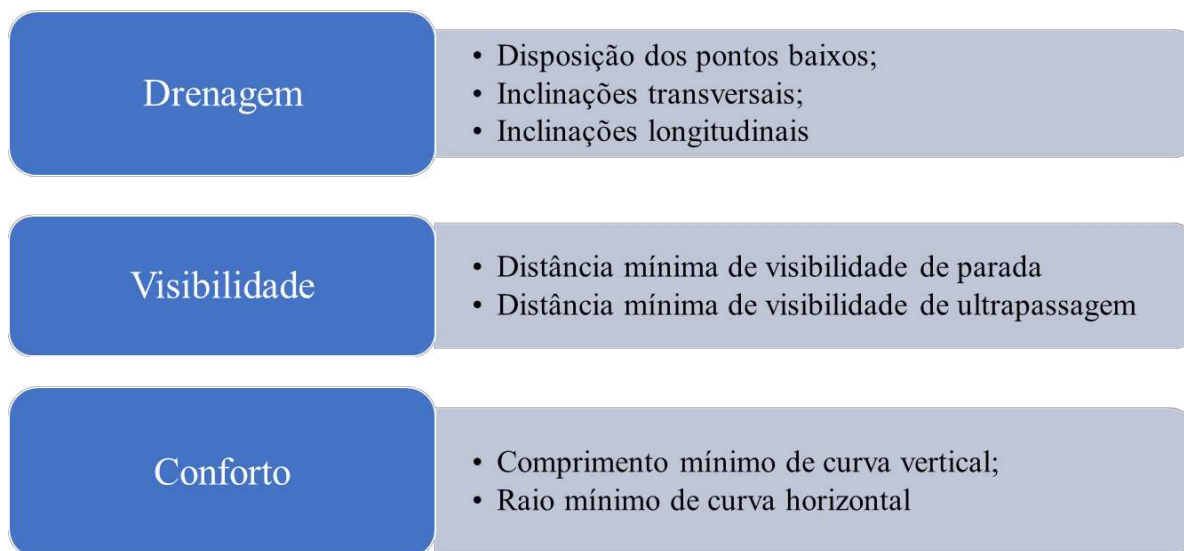 Drenagem
• Disposição dos pontos baixos;
• Inclinações transversais;
• Inclinações longitudinais
Visibilidade
• Distância mínima de visibilidade de parada
• Distância mínima de visibilidade de ultrapassagem
Conforto
• Comprimento mínimo de curva vertical;
• Raio mínimo de curva horizontal